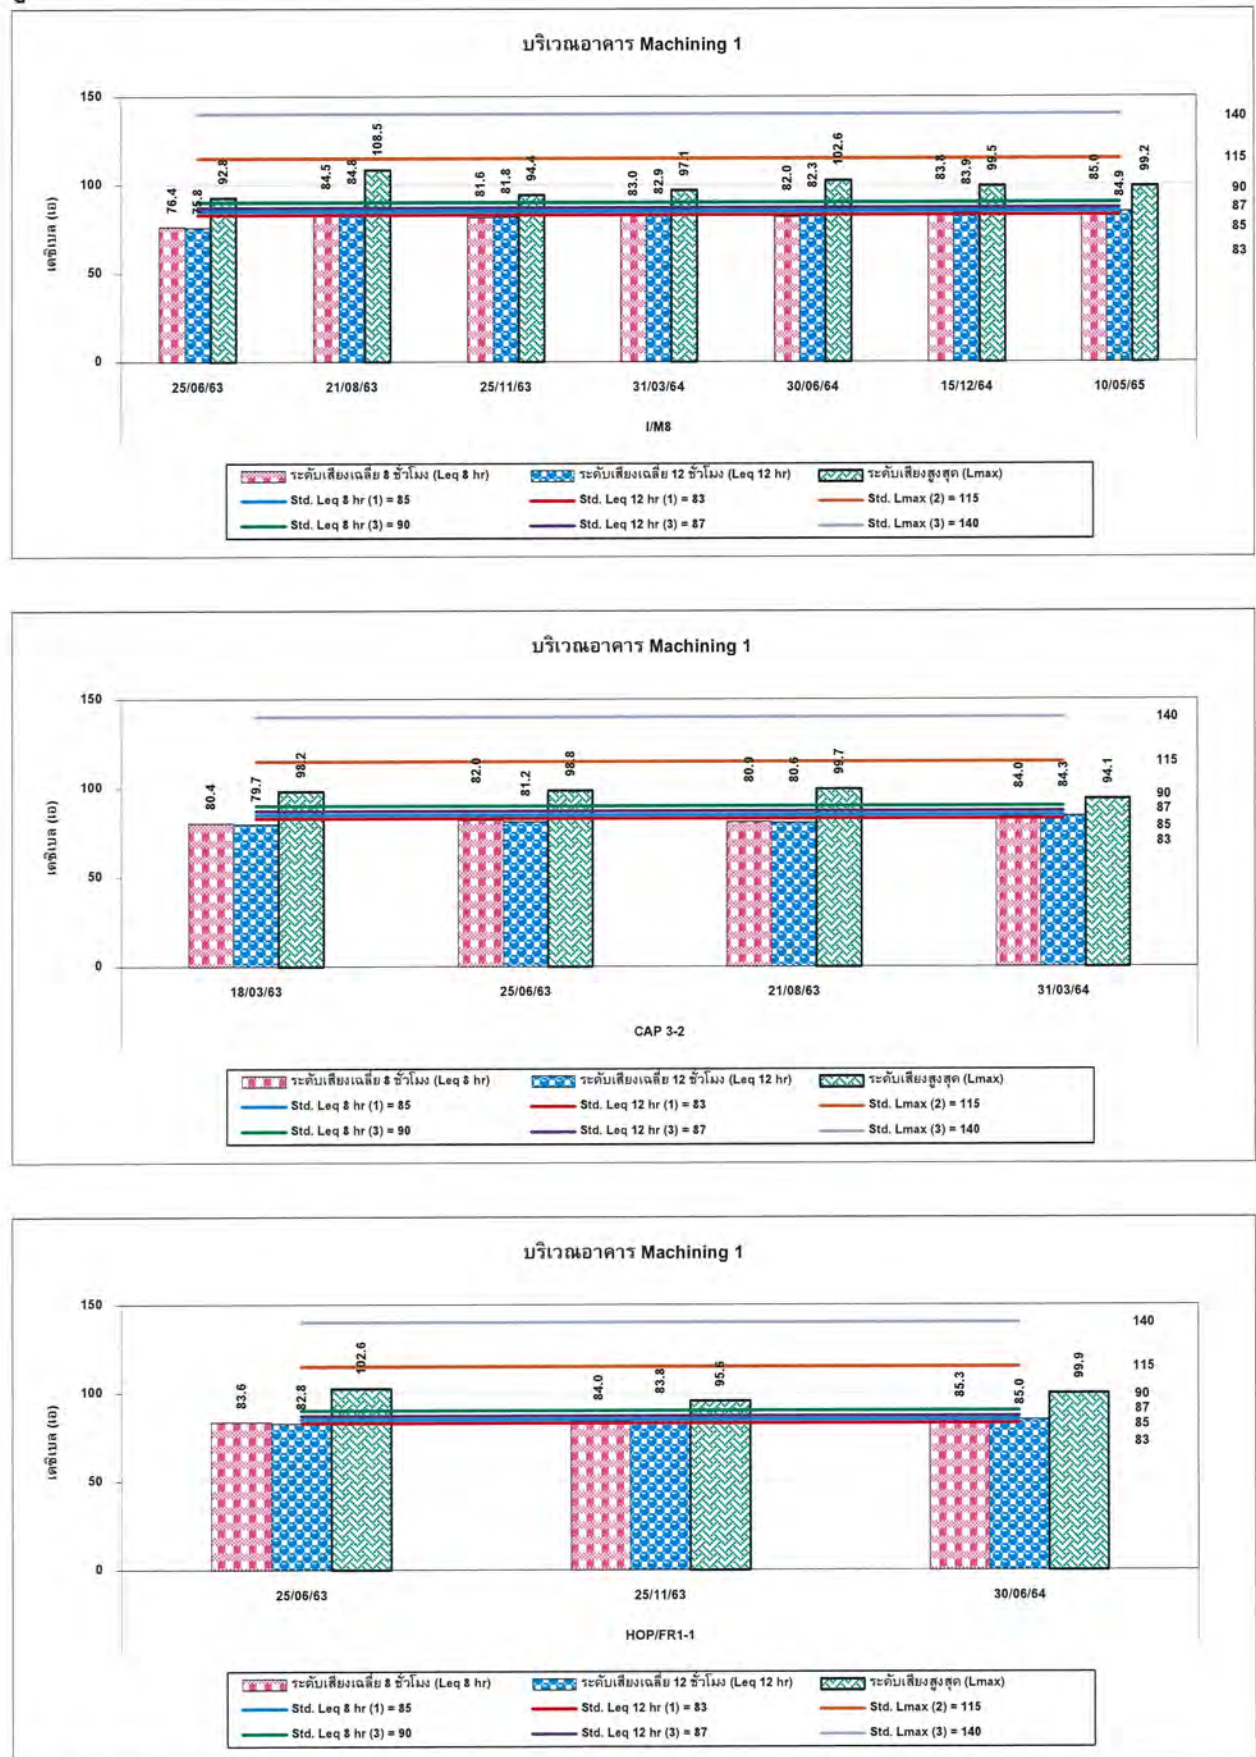 บริเวณอาคาร Machining 1
เดซิเบล (เอ)
150
100
50
0
76.4 75.8 92.8 84.5 84.8 108.5 81.6 81.8 94.4 83.0 82.9 97.1 82.0 82.3 102.6 83.8 83.9 99.5 85.0 84.9 99.2
140
115
90
87
85
83
25/06/63 21/08/63 25/11/63 31/03/64 30/06/64 15/12/64 10/05/65
I/M8
ระดับเสียงเฉลี่ย 8 ชั่วโมง (Leq 8 hr) ระดับเสียงเฉลี่ย 12 ชั่วโมง (Leq 12 hr) ระดับเสียงสูงสุด (Lmax)
Std. Leq 8 hr (1) = 85 Std. Leq 12 hr (1) = 83 Std. Lmax (2) = 115
Std. Leq 8 hr (3) = 90 Std. Leq 12 hr (3) = 87 Std. Lmax (3) = 140
บริเวณอาคาร Machining 1
เดซิเบล (เอ)
150
100
50
0
80.4 79.7 98.2 82.0 81.2 98.8 80.9 80.6 99.7 84.0 84.3 94.1
140
115
90
87
85
83
18/03/63 25/06/63 21/08/63 31/03/64
CAP 3-2
ระดับเสียงเฉลี่ย 8 ชั่วโมง (Leq 8 hr) ระดับเสียงเฉลี่ย 12 ชั่วโมง (Leq 12 hr) ระดับเสียงสูงสุด (Lmax)
Std. Leq 8 hr (1) = 85 Std. Leq 12 hr (1) = 83 Std. Lmax (2) = 115
Std. Leq 8 hr (3) = 90 Std. Leq 12 hr (3) = 87 Std. Lmax (3) = 140
บริเวณอาคาร Machining 1
เดซิเบล (เอ)
150
100
50
0
83.6 82.8 102.6 84.0 83.8 95.6 85.3 85.0 99.9
140
115
90
87
85
83
25/06/63 25/11/63 30/06/64
HOP/FR1-1
ระดับเสียงเฉลี่ย 8 ชั่วโมง (Leq 8 hr) ระดับเสียงเฉลี่ย 12 ชั่วโมง (Leq 12 hr) ระดับเสียงสูงสุด (Lmax)
Std. Leq 8 hr (1) = 85 Std. Leq 12 hr (1) = 83 Std. Lmax (2) = 115
Std. Leq 8 hr (3) = 90 Std. Leq 12 hr (3) = 87 Std. Lmax (3) = 140